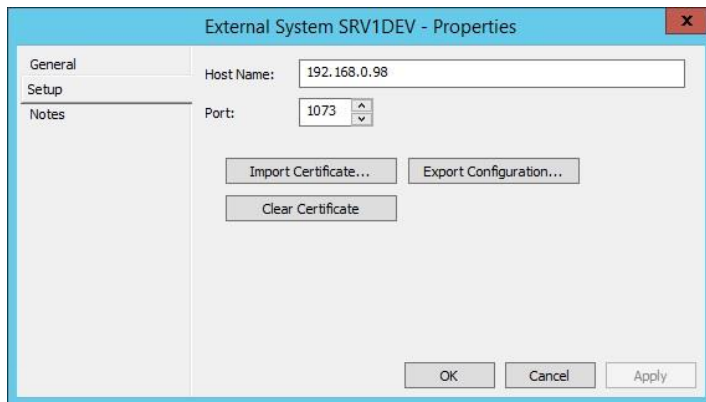 External System SRV1DEV - Properties
x
General
Setup
Notes
Host Name:
192.168.0.98
Port:
1073
Import Certificate...
Export Configuration...
Clear Certificate
OK
Cancel
Apply